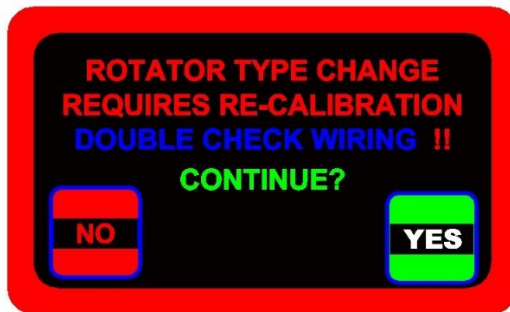 ROTATOR TYPE CHANGE
REQUIRES RE-CALIBRATION
DOUBLE CHECK WIRING !!
CONTINUE?
NO
YES